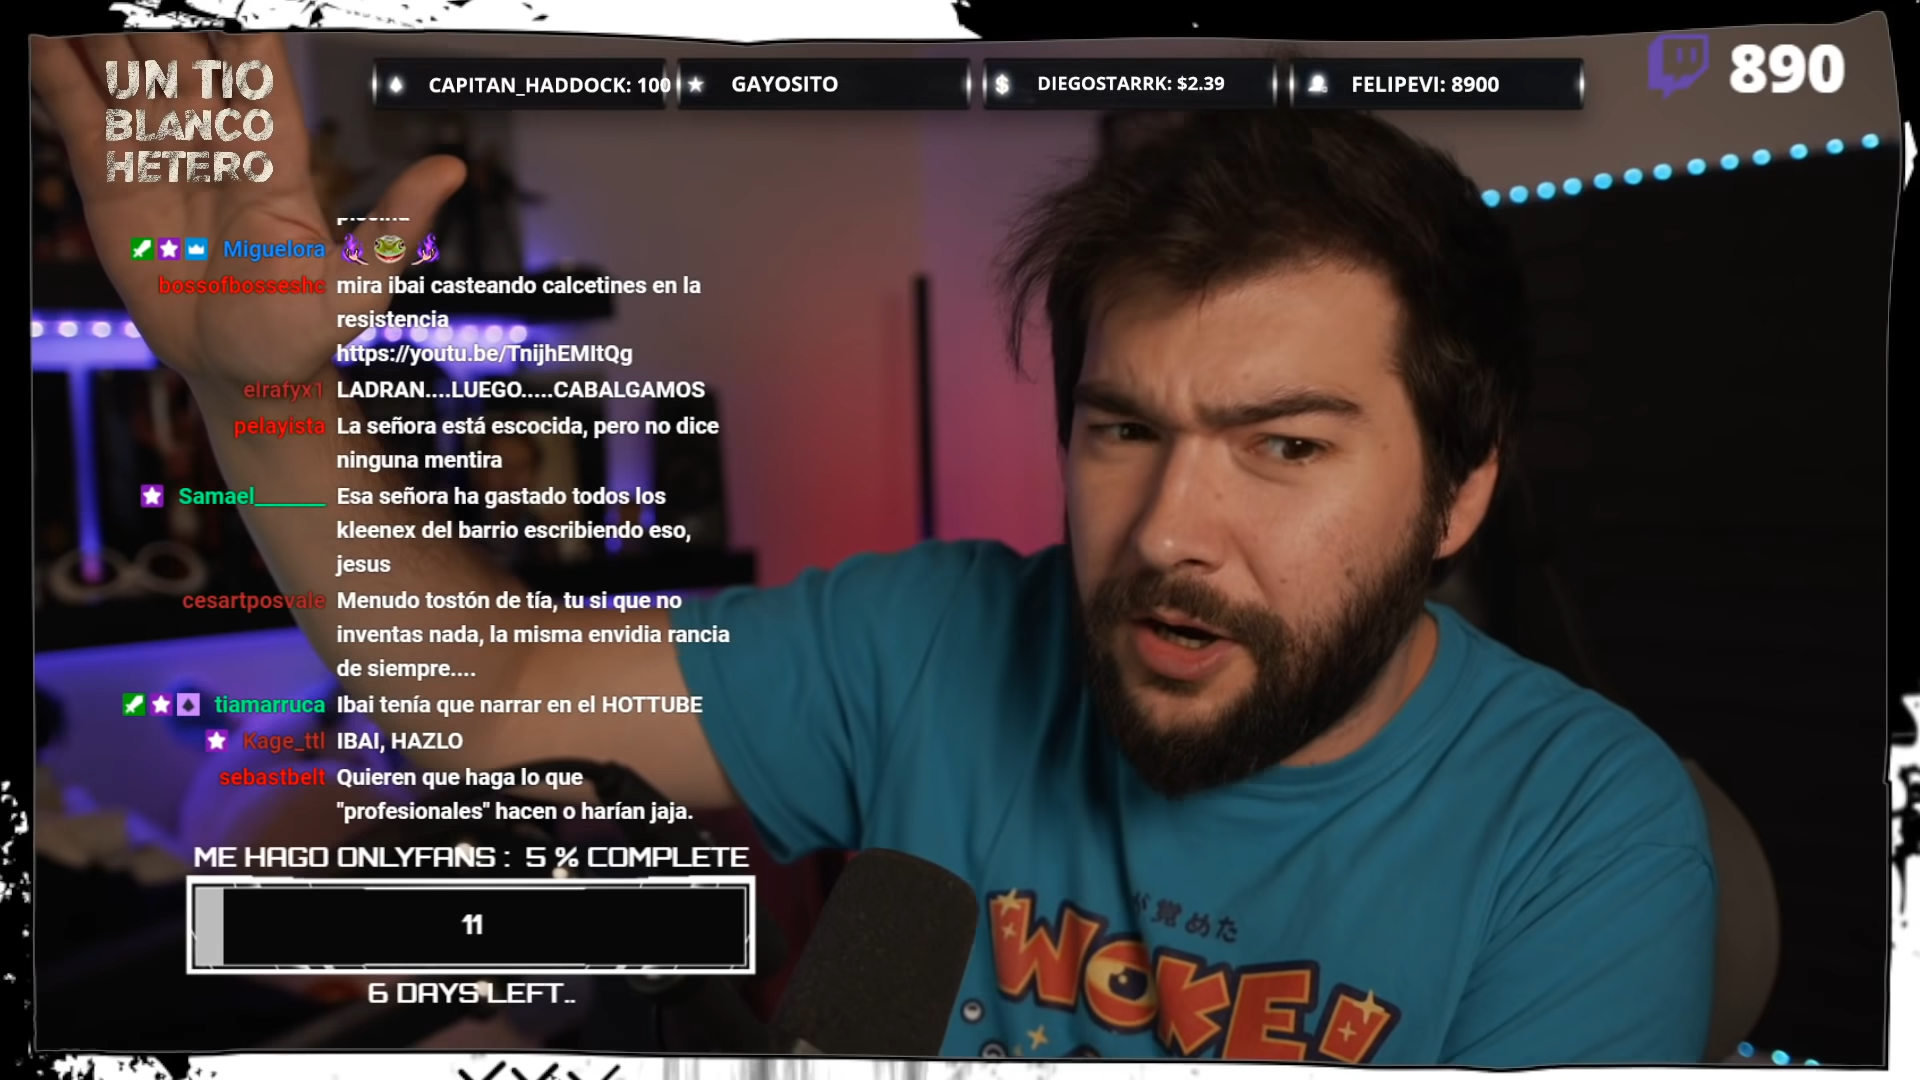 UN TIO
BLANCO
HETERO
CAPITAN_HADDOCK: 100
GAYOSITO
DIEGOSTARRK: $2.39
FELIPEVI: 8900
890
Miguelora
bossofbosseshc mira ibai casteando calcetines en la
resistencia
https://youtu.be/TnijhEMItQg
elrafyx1 LADRAN....LUEGO.....CABALGAMOS
pelayista La señora está escocida, pero no dice
ninguna mentira
Samael______ Esa señora ha gastado todos los
kleenex del barrio escribiendo eso,
jesus
cesartposvale Menudo tostón de tía, tu si que no
inventas nada, la misma envidia rancia
de siempre....
tiamarruca Ibai tenía que narrar en el HOTTUBE
Kage_ttl IBAI, HAZLO
sebastbelt Quieren que haga lo que
"profesionales" hacen o harían jaja.
ME HAGO ONLYFANS : 5 % COMPLETE
11
6 DAYS LEFT..
覚めた
WOKE!